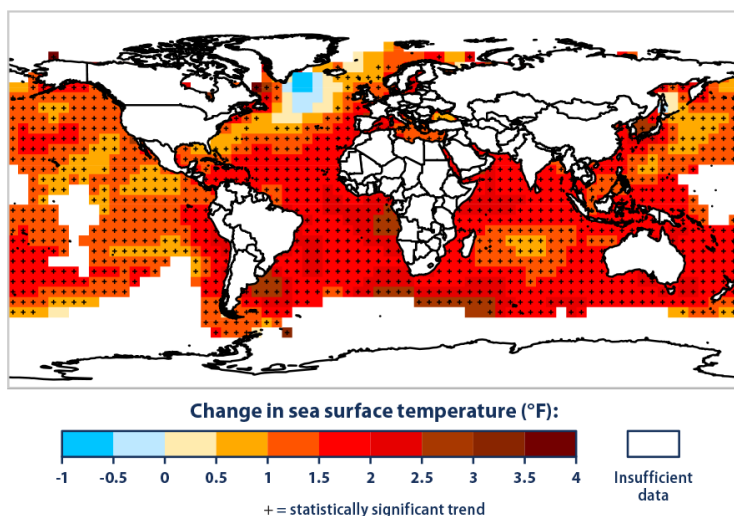 Change in sea surface temperature (°F):
-1 -0.5 0 0.5 1 1.5 2 2.5 3 3.5 4
Insufficient
data
+ = statistically significant trend